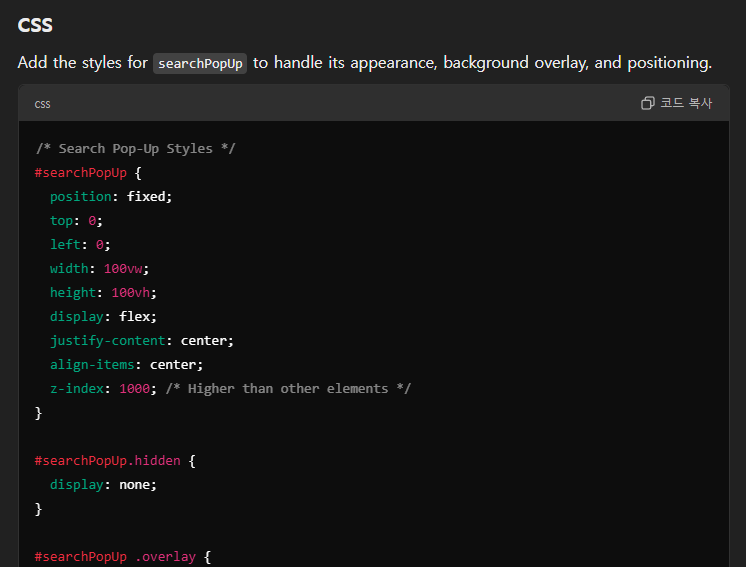 CSS
Add the styles for searchPopUp to handle its appearance, background overlay, and positioning.
css
코드 복사
/* Search Pop-Up Styles */
#searchPopUp {
  position: fixed;
  top: 0;
  left: 0;
  width: 100vw;
  height: 100vh;
  display: flex;
  justify-content: center;
  align-items: center;
  z-index: 1000; /* Higher than other elements */
}

#searchPopUp.hidden {
  display: none;
}

#searchPopUp .overlay {